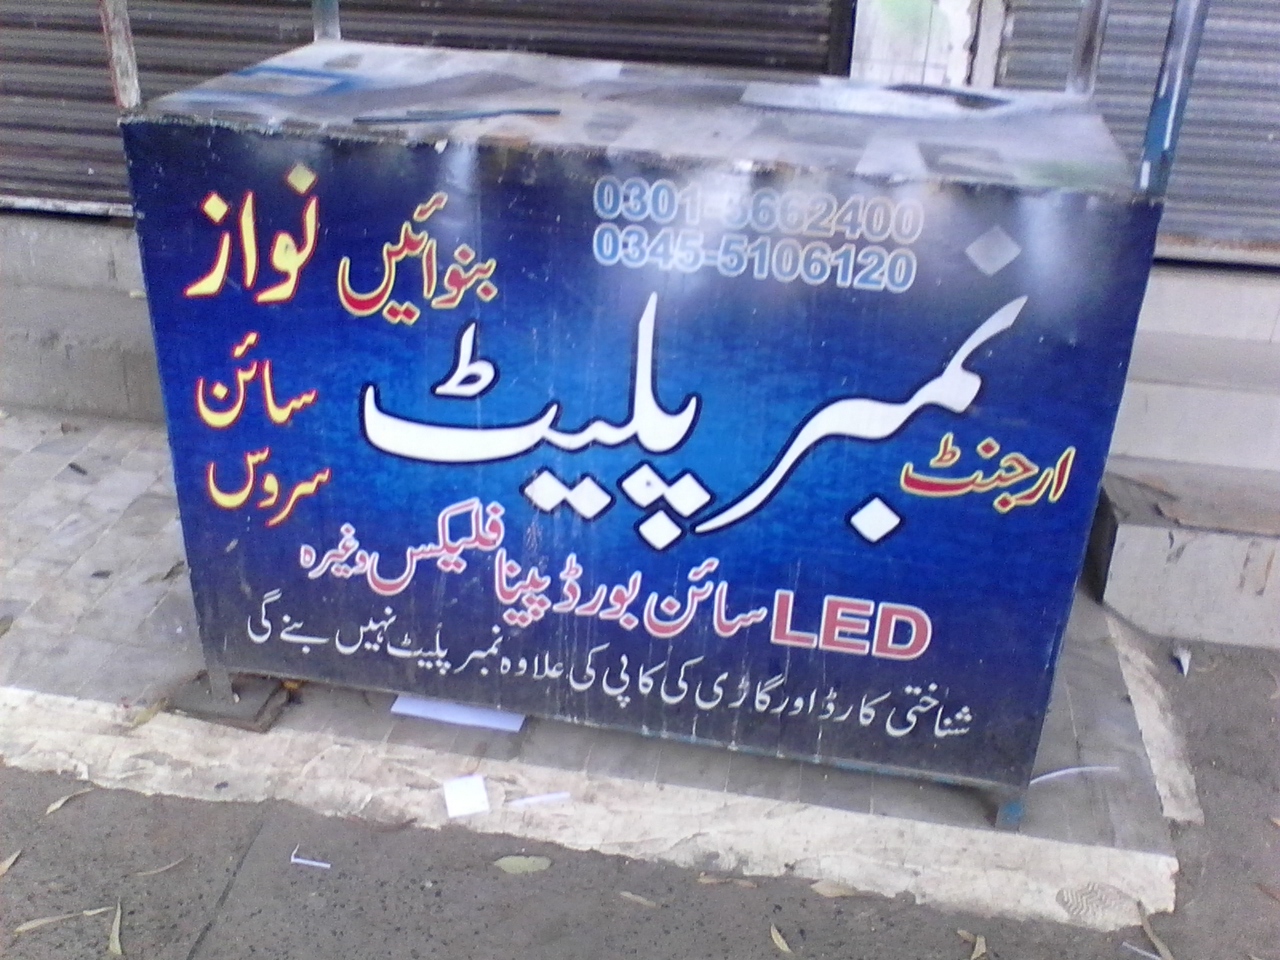 0301-5662400
0345-5106120
نواز
سائن
سروس
بنوائیں
نمبر پلیٹ
ارجنٹ
LED سائن بورڈ پینا فلیکس وغیرہ
شناختی کارڈ اور گاڑی کی کاپی کی علاوہ نمبر پلیٹ نہیں بنے گی